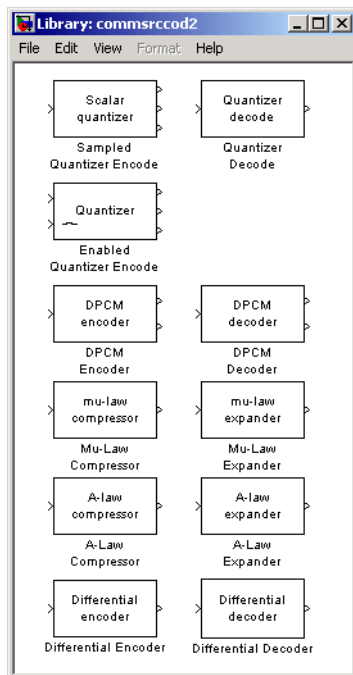 Library: commsrccod2
File Edit View Format Help
Scalar
quantizer
Sampled
Quantizer Encode
Quantizer
decode
Quantizer
Decode
Quantizer
Enabled
Quantizer Encode
DPCM
encoder
DPCM
Encoder
DPCM
decoder
DPCM
Decoder
mu-law
compressor
Mu-Law
Compressor
mu-law
expander
Mu-Law
Expander
A-law
compressor
A-Law
Compressor
A-law
expander
A-Law
Expander
Differential
encoder
Differential Encoder
Differential
decoder
Differential Decoder